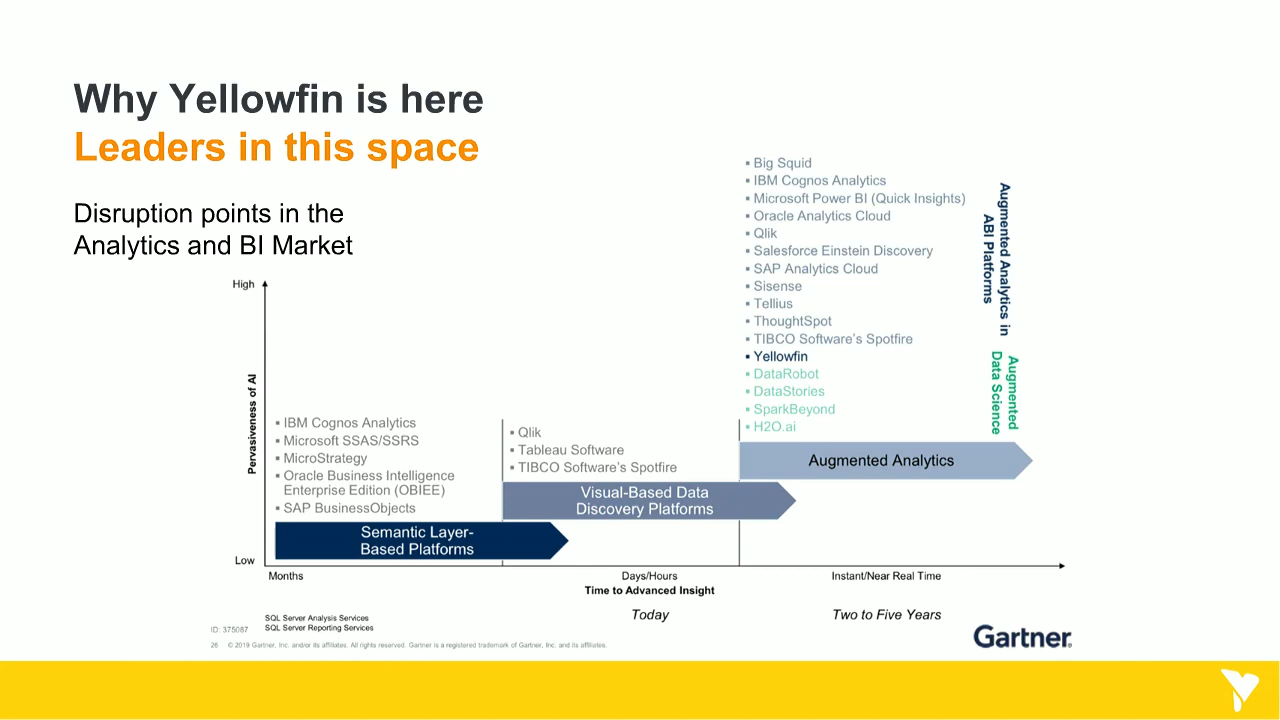 Why Yellowfin is here
Leaders in this space
Disruption points in the
Analytics and BI Market
▪ Big Squid
▪ IBM Cognos Analytics
▪ Microsoft Power BI (Quick Insights)
▪ Oracle Analytics Cloud
▪ Qlik
▪ Salesforce Einstein Discovery
▪ SAP Analytics Cloud
▪ Sisense
▪ Tellius
▪ ThoughtSpot
▪ TIBCO Software's Spotfire
▪ Yellowfin
▪ DataRobot
▪ DataStories
▪ SparkBeyond
▪ H2O.ai
Augmented Analytics in
ABI Platforms
Augmented
Data Science
High
Pervasiveness of AI
Low
▪ IBM Cognos Analytics
▪ Microsoft SSAS/SSRS
▪ MicroStrategy
▪ Oracle Business Intelligence
Enterprise Edition (OBIEE)
▪ SAP BusinessObjects
Semantic Layer-
Based Platforms
▪ Qlik
▪ Tableau Software
▪ TIBCO Software's Spotfire
Visual-Based Data
Discovery Platforms
Augmented Analytics
Months
Days/Hours
Instant/Near Real Time
Time to Advanced Insight
Today
Two to Five Years
SQL Server Analysis Services
SQL Server Reporting Services
ID: 375087
26 © 2019 Gartner, Inc. and/or its affiliates. All rights reserved. Gartner is a registered trademark of Gartner, Inc. and its affiliates.
Gartner®